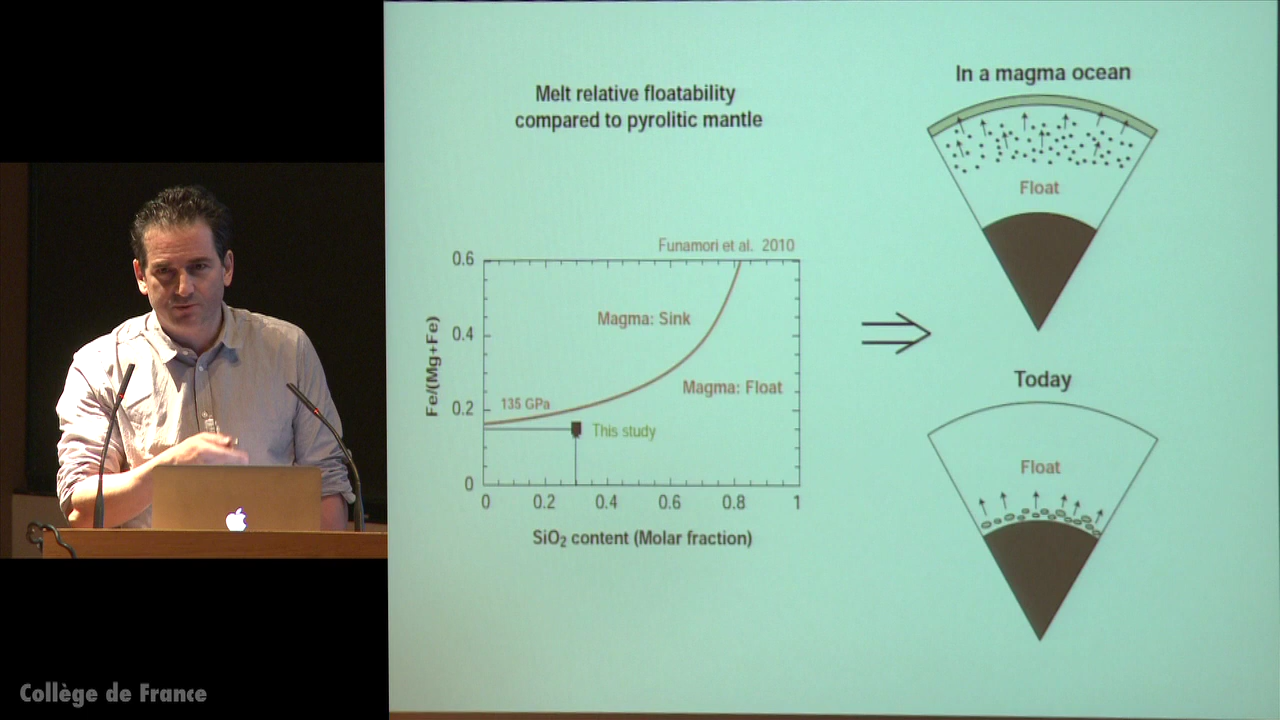 Melt relative floatability
compared to pyrolitic mantle
Funamori et al. 2010
Fe/(Mg+Fe)
0.6
0.4
0.2
0
Magma: Sink
Magma: Float
135 GPa
This study
0 0.2 0.4 0.6 0.8 1
SiO₂ content (Molar fraction)
In a magma ocean
Float
Today
Float
Collège de France